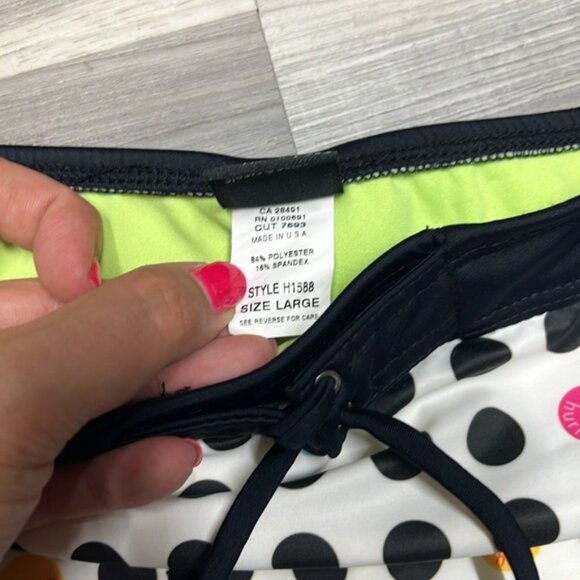 CA 28491
RN 0100691
CUT 7693
MADE IN U.S.A
84% POLYESTER
16% SPANDEX
STYLE H1588
SIZE LARGE
SEE REVERSE FOR CARE